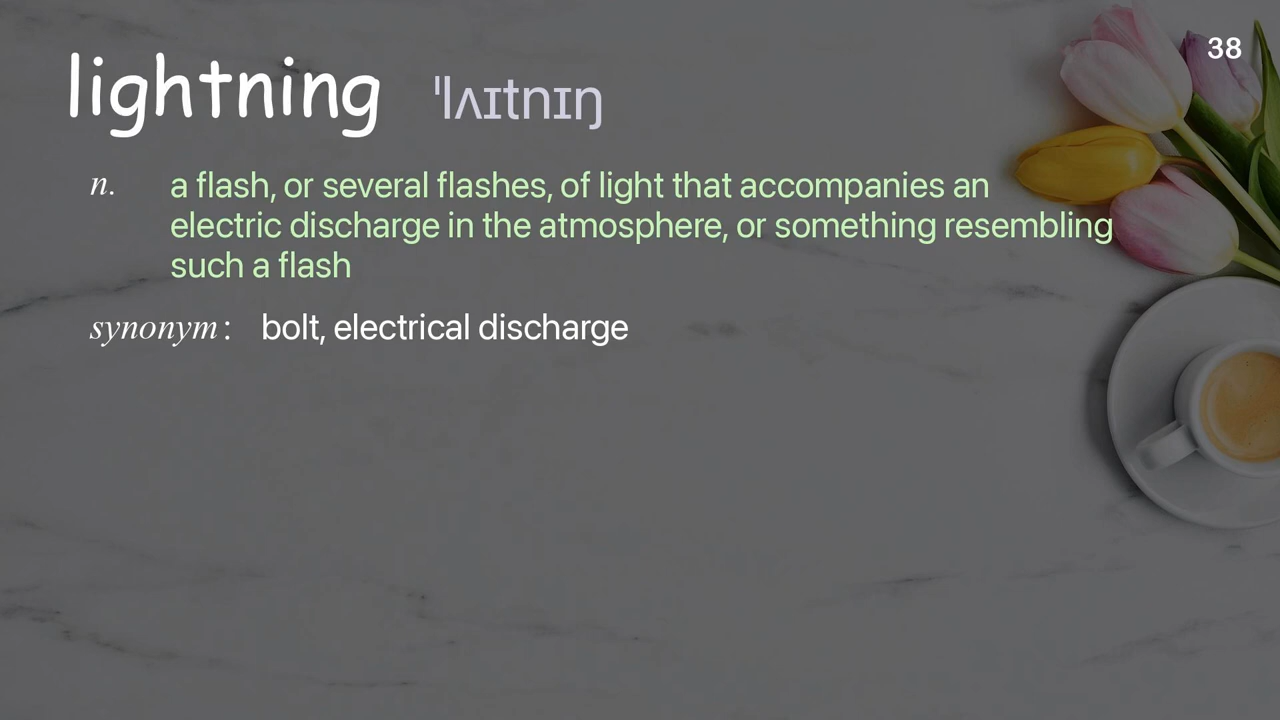 38
lightning ˈlʌɪtnɪŋ
n. a flash, or several flashes, of light that accompanies an
electric discharge in the atmosphere, or something resembling
such a flash
synonym: bolt, electrical discharge